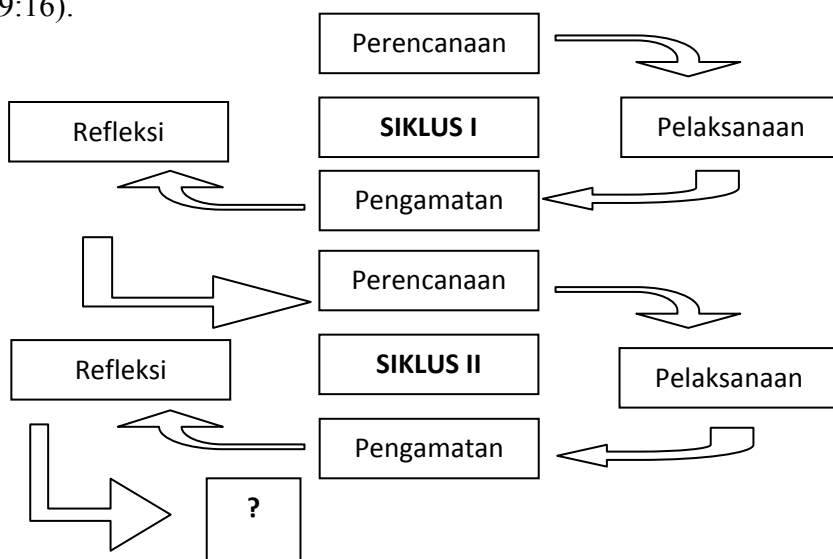 9:16).
Perencanaan
Refleksi
SIKLUS I
Pelaksanaan
Pengamatan
Perencanaan
Refleksi
SIKLUS II
Pelaksanaan
Pengamatan
?